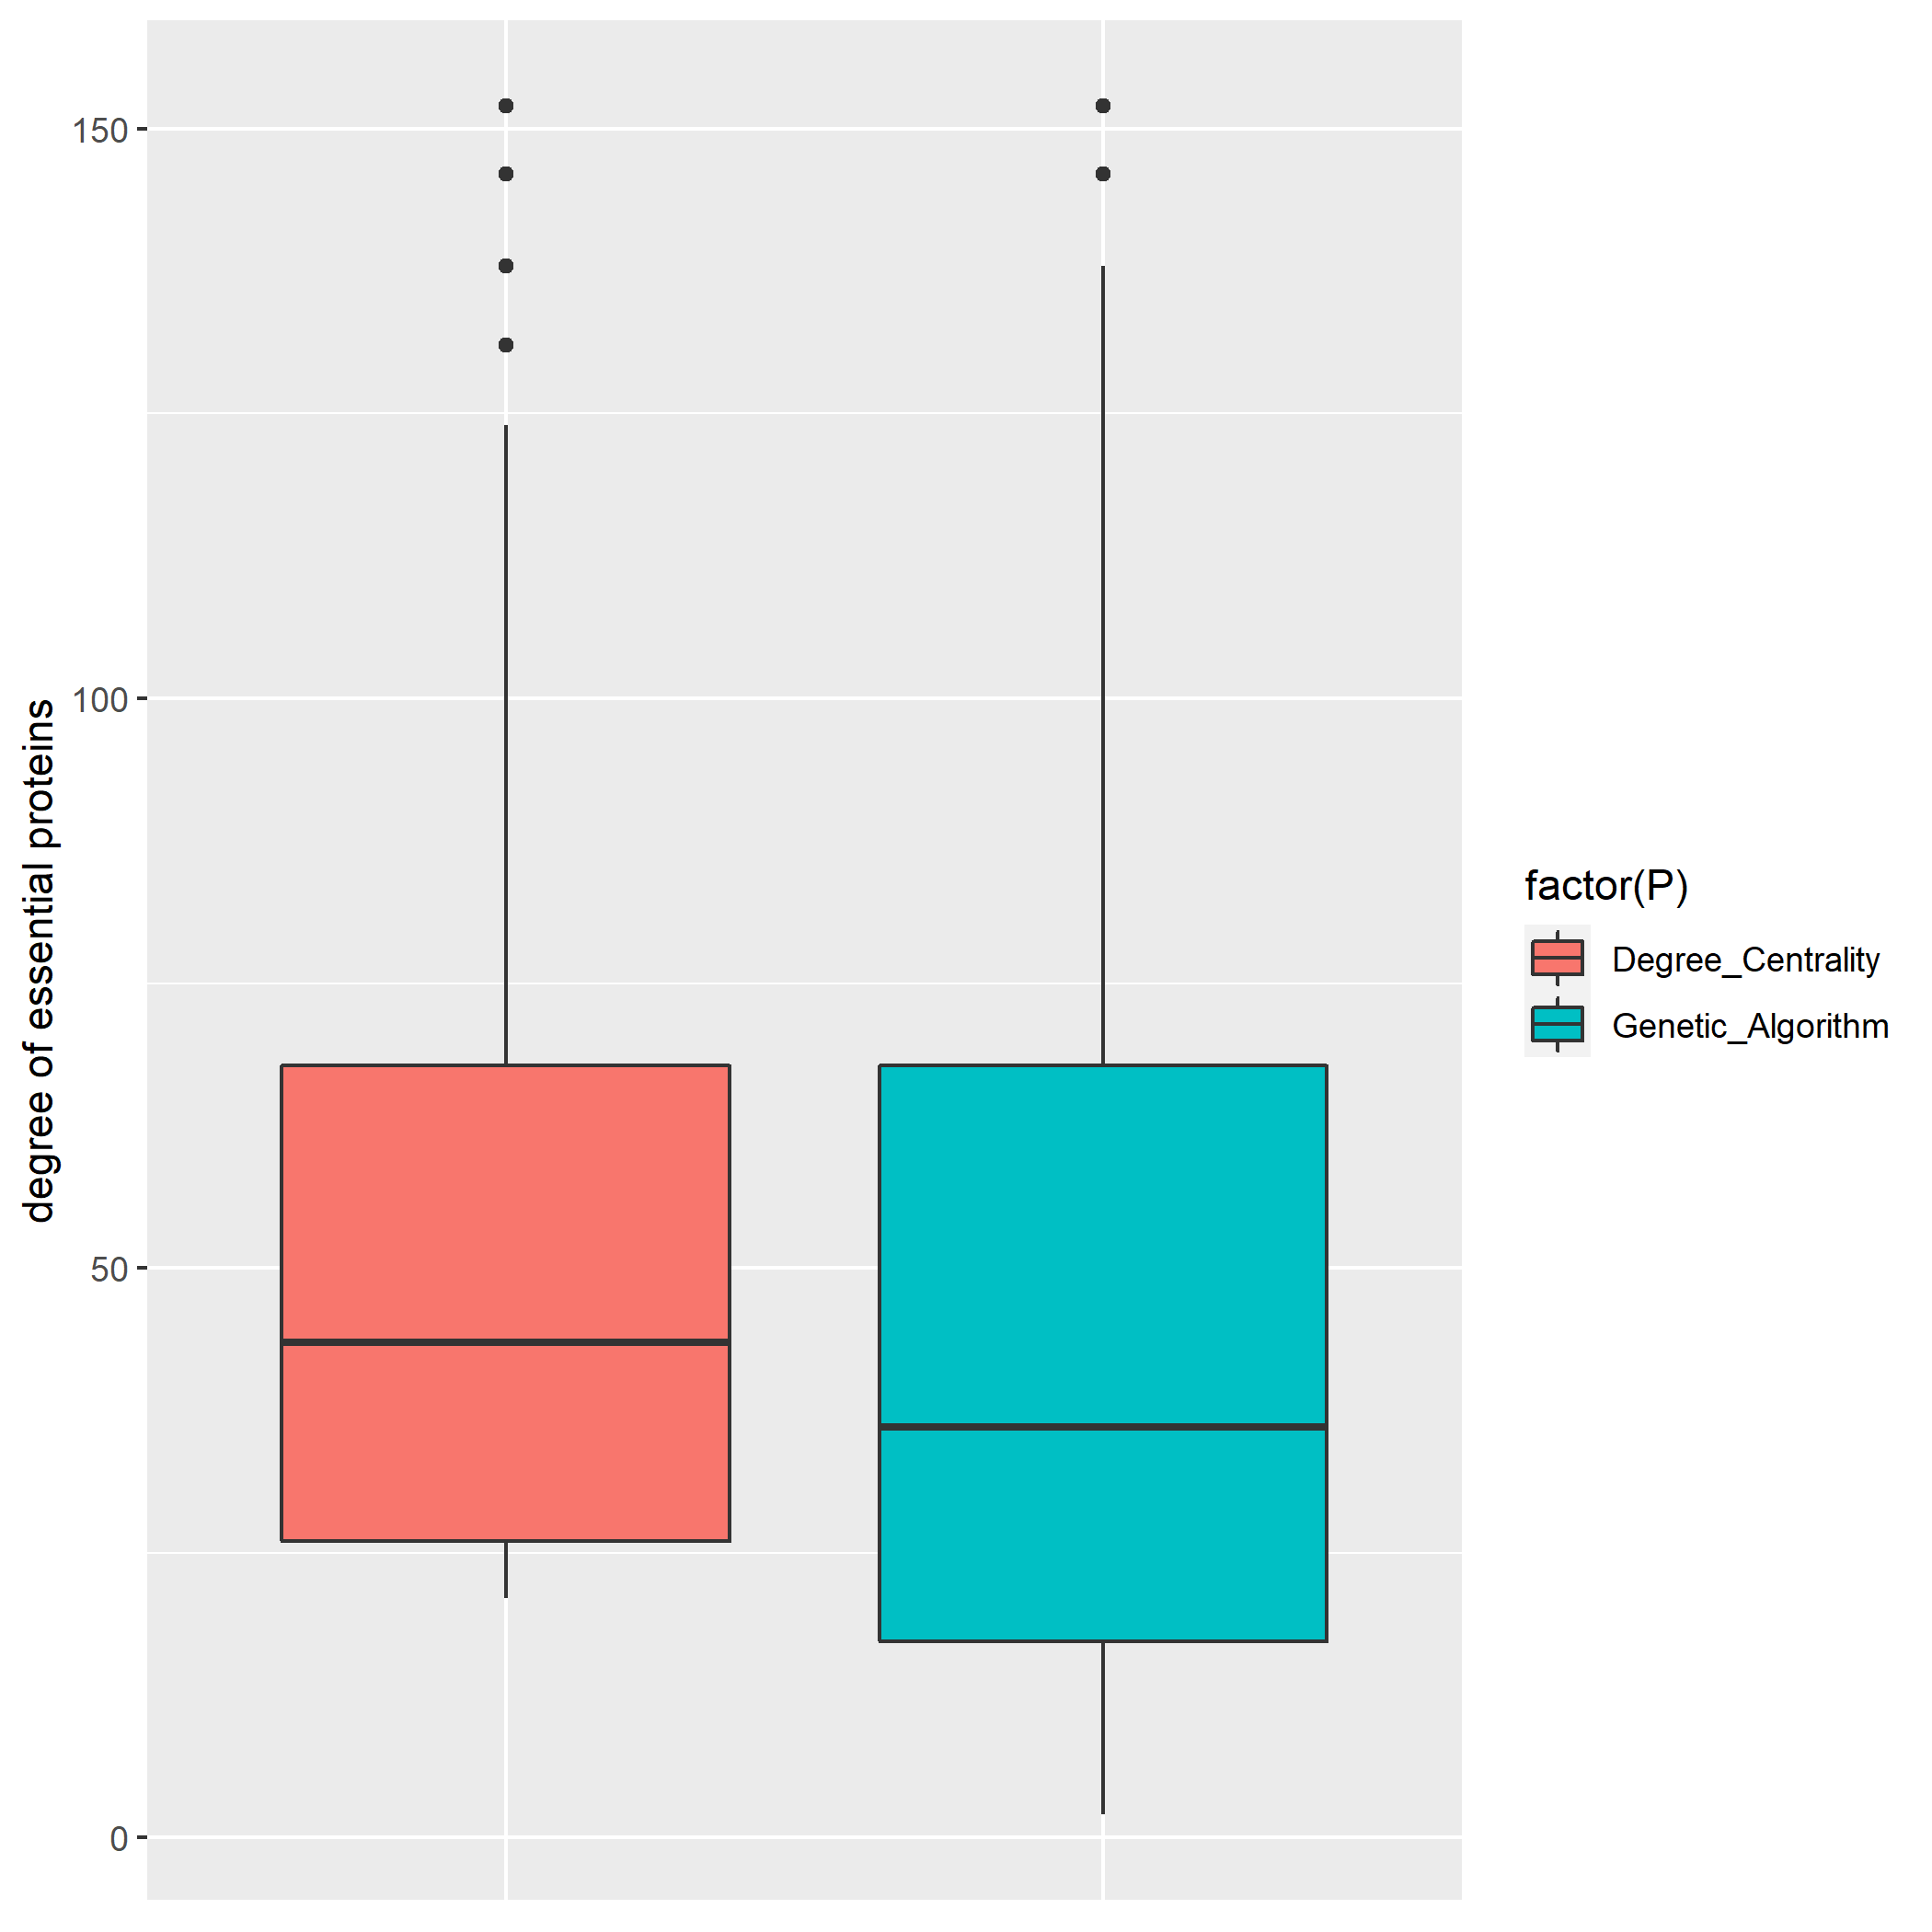 degree of essential proteins
150
100
50
0
factor(P)
Degree_Centrality
Genetic_Algorithm